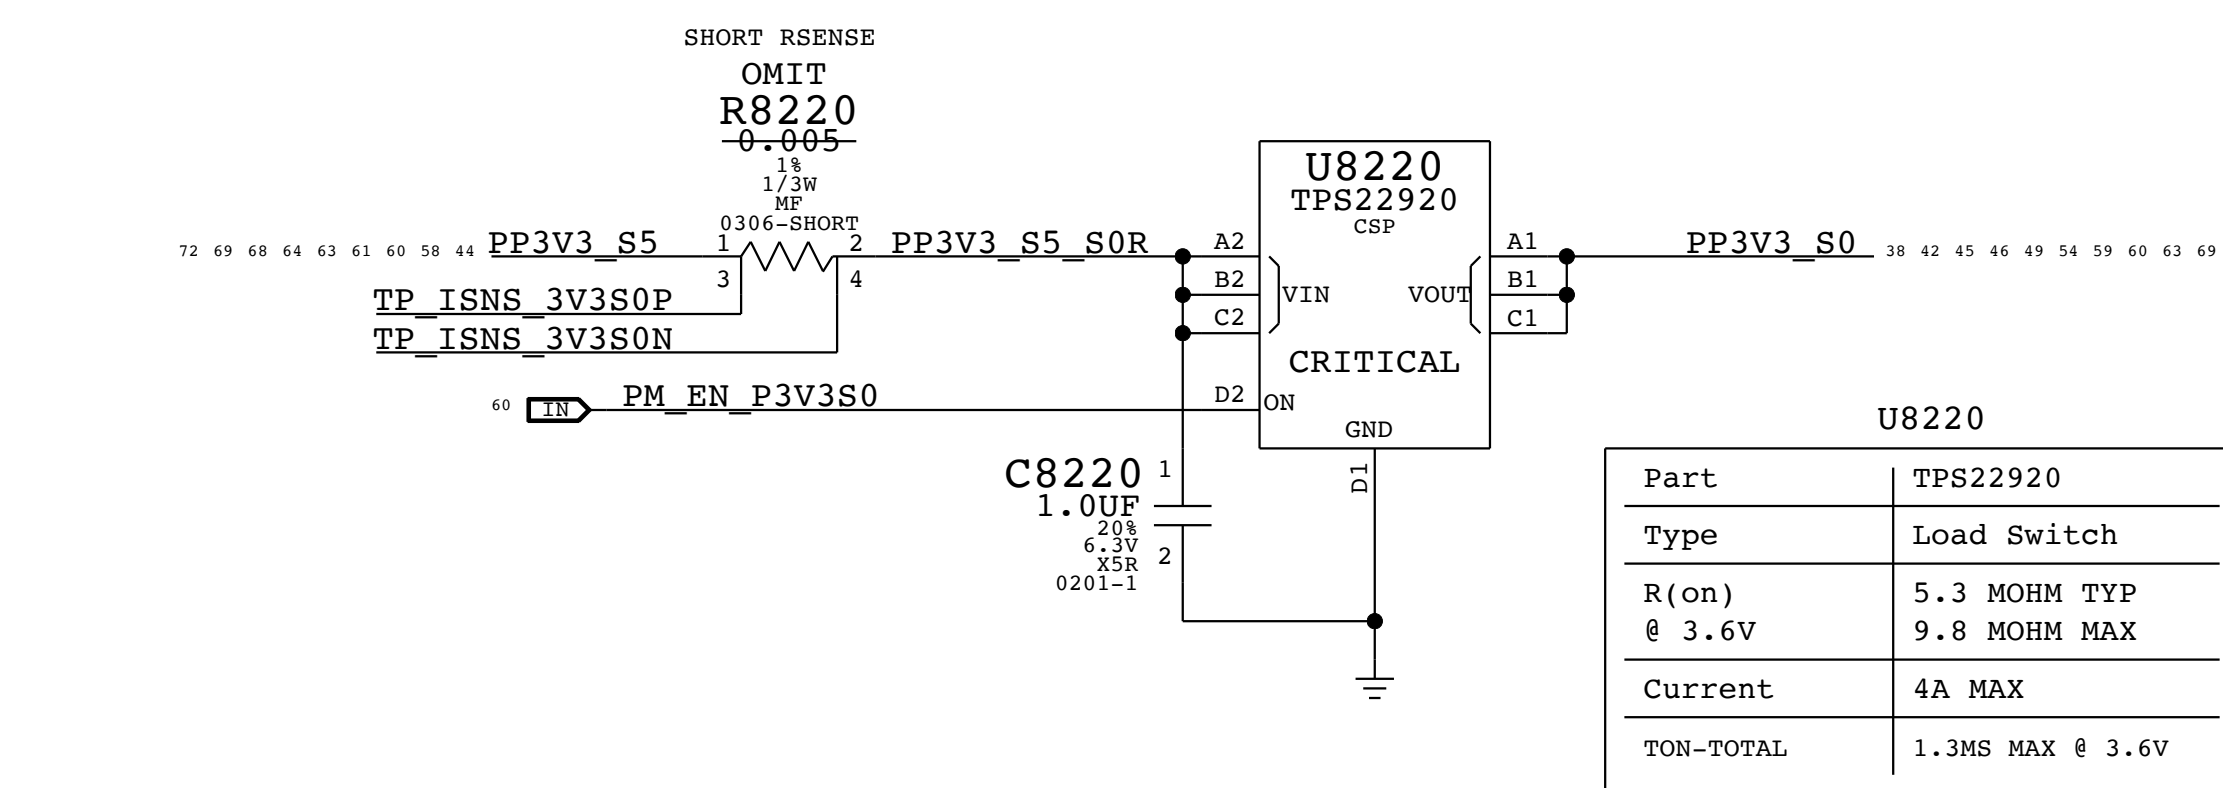 SHORT RSENSE
OMIT
R8220
0.005
1%
1/3W
MF
0306-SHORT
72 69 68 64 63 61 60 58 44 PP3V3_S5
1
2
3
4
PP3V3_S5_S0R
TP_ISNS_3V3S0P
TP_ISNS_3V3S0N
60 IN PM_EN_P3V3S0
U8220
TPS22920
CSP
A2
B2
C2
D2
VIN
ON
VOUT
A1
B1
C1
CRITICAL
GND
D1
PP3V3_S0 38 42 45 46 49 54 59 60 63 69
C8220
1.0UF
20%
6.3V
X5R
0201-1
1
2
U8220
Part TPS22920
Type Load Switch
R(on) 5.3 MOHM TYP
@ 3.6V 9.8 MOHM MAX
Current 4A MAX
TON-TOTAL 1.3MS MAX @ 3.6V